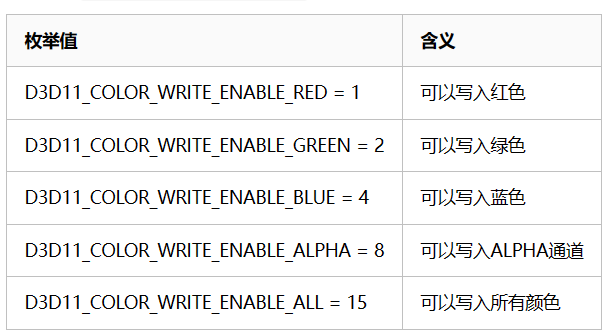 枚举值 含义
D3D11_COLOR_WRITE_ENABLE_RED = 1 可以写入红色
D3D11_COLOR_WRITE_ENABLE_GREEN = 2 可以写入绿色
D3D11_COLOR_WRITE_ENABLE_BLUE = 4 可以写入蓝色
D3D11_COLOR_WRITE_ENABLE_ALPHA = 8 可以写入ALPHA通道
D3D11_COLOR_WRITE_ENABLE_ALL = 15 可以写入所有颜色